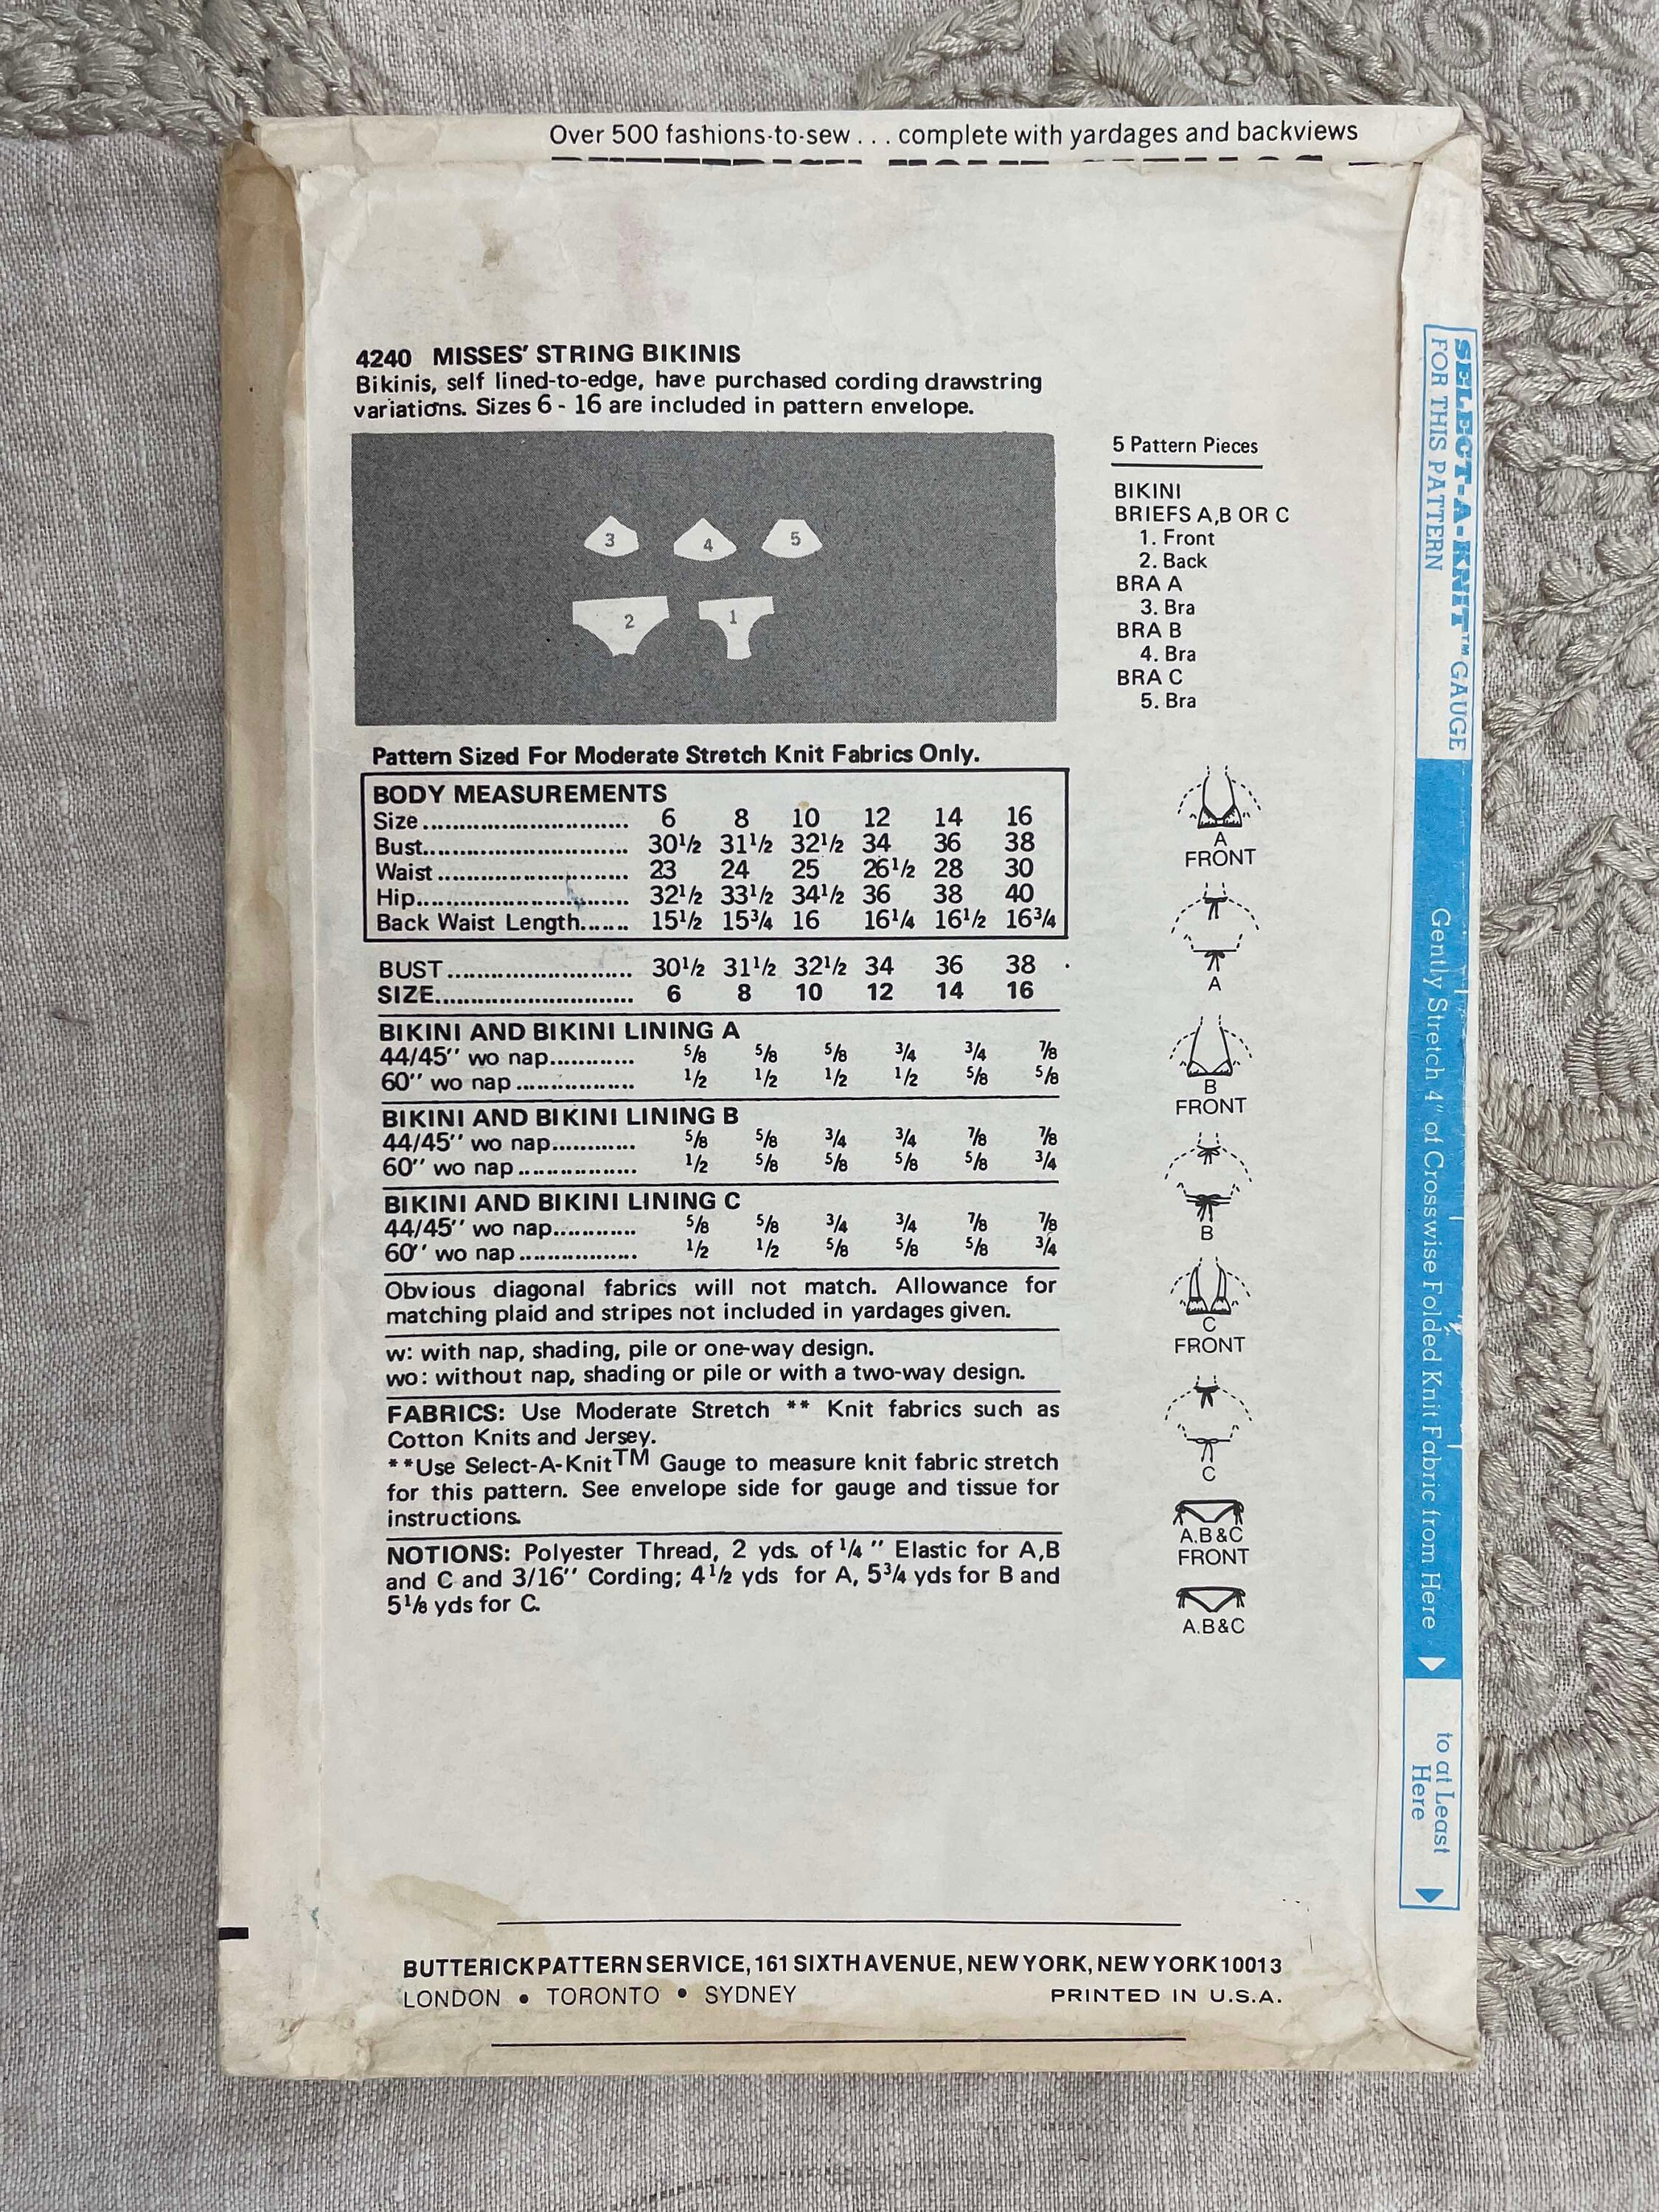 Over 500 fashions-to-sew . . . complete with yardages and backviews
4240 MISSES' STRING BIKINIS
Bikinis, self lined-to-edge, have purchased cording drawstring
variations. Sizes 6 - 16 are included in pattern envelope.
3 4 5
2 1
5 Pattern Pieces
BIKINI
BRIEFS A,B OR C
1. Front
2. Back
BRA A
3. Bra
BRA B
4. Bra
BRA C
5. Bra
Pattern Sized For Moderate Stretch Knit Fabrics Only.
BODY MEASUREMENTS
Size.............................. 6 8 10 12 14 16
Bust.............................. 30½ 31½ 32½ 34 36 38
Waist ........................... 23 24 25 26½ 28 30
Hip............................... 32½ 33½ 34½ 36 38 40
Back Waist Length....... 15½ 15¾ 16 16¼ 16½ 16¾
BUST .......................... 30½ 31½ 32½ 34 36 38
SIZE............................ 6 8 10 12 14 16
BIKINI AND BIKINI LINING A
44/45'' wo nap............ 5/8 5/8 5/8 3/4 3/4 7/8
60'' wo nap ................. 1/2 1/2 1/2 1/2 5/8 5/8
BIKINI AND BIKINI LINING B
44/45'' wo nap............ 5/8 5/8 3/4 3/4 7/8 7/8
60'' wo nap ................. 1/2 5/8 5/8 5/8 5/8 3/4
BIKINI AND BIKINI LINING C
44/45'' wo nap............ 5/8 5/8 3/4 3/4 7/8 7/8
60'' wo nap ................. 1/2 1/2 5/8 5/8 5/8 3/4
Obvious diagonal fabrics will not match. Allowance for
matching plaid and stripes not included in yardages given.
w: with nap, shading, pile or one-way design.
wo: without nap, shading or pile or with a two-way design.
FABRICS: Use Moderate Stretch ** Knit fabrics such as
Cotton Knits and Jersey.
**Use Select-A-Knit™ Gauge to measure knit fabric stretch
for this pattern. See envelope side for gauge and tissue for
instructions.
NOTIONS: Polyester Thread, 2 yds. of ¼ '' Elastic for A,B
and C and 3/16'' Cording; 4½ yds for A, 5¾ yds for B and
5⅛ yds for C.
A
FRONT
A
B
FRONT
B
C
FRONT
C
A.B&C
FRONT
A.B&C
SELECT-A-KNIT™ GAUGE
FOR THIS PATTERN
Gently Stretch 4" of Crosswise Folded Knit Fabric from Here
to at Least
Here
BUTTERICK PATTERN SERVICE, 161 SIXTH AVENUE, NEW YORK, NEW YORK 10013
LONDON • TORONTO • SYDNEY
PRINTED IN U.S.A.